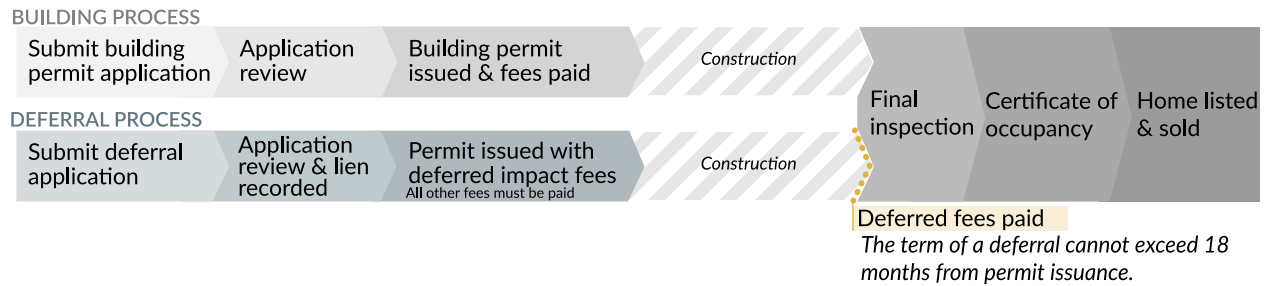 BUILDING PROCESS
Submit building
permit application
Application
review
Building permit
issued & fees paid
Construction
Final
inspection
Certificate of
occupancy
Home listed
& sold
DEFERRAL PROCESS
Submit deferral
application
Application
review & lien
recorded
Permit issued with
deferred impact fees
All other fees must be paid
Construction
Deferred fees paid
The term of a deferral cannot exceed 18
months from permit issuance.